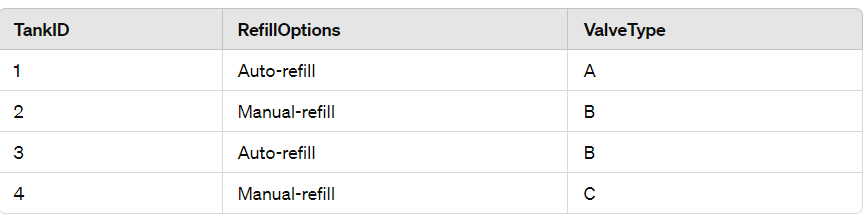 TankID RefillOptions ValveType
1 Auto-refill A
2 Manual-refill B
3 Auto-refill B
4 Manual-refill C